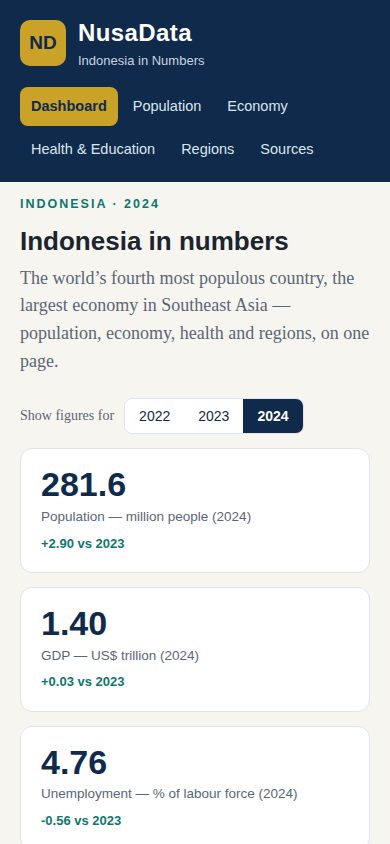 ND
NusaData
Indonesia in Numbers
Dashboard Population Economy
Health & Education Regions Sources
INDONESIA · 2024
Indonesia in numbers
The world’s fourth most populous country, the
largest economy in Southeast Asia —
population, economy, health and regions, on one
page.
Show figures for 2022 2023 2024
281.6
Population — million people (2024)
+2.90 vs 2023
1.40
GDP — US$ trillion (2024)
+0.03 vs 2023
4.76
Unemployment — % of labour force (2024)
-0.56 vs 2023